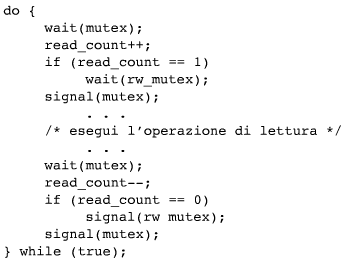 do {
wait(mutex);
read_count++;
if (read_count == 1)
wait(rw_mutex);
signal(mutex);
. . .
/* esegui l'operazione di lettura */
. . .
wait(mutex);
read_count--;
if (read_count == 0)
signal(rw mutex);
signal(mutex);
} while (true);